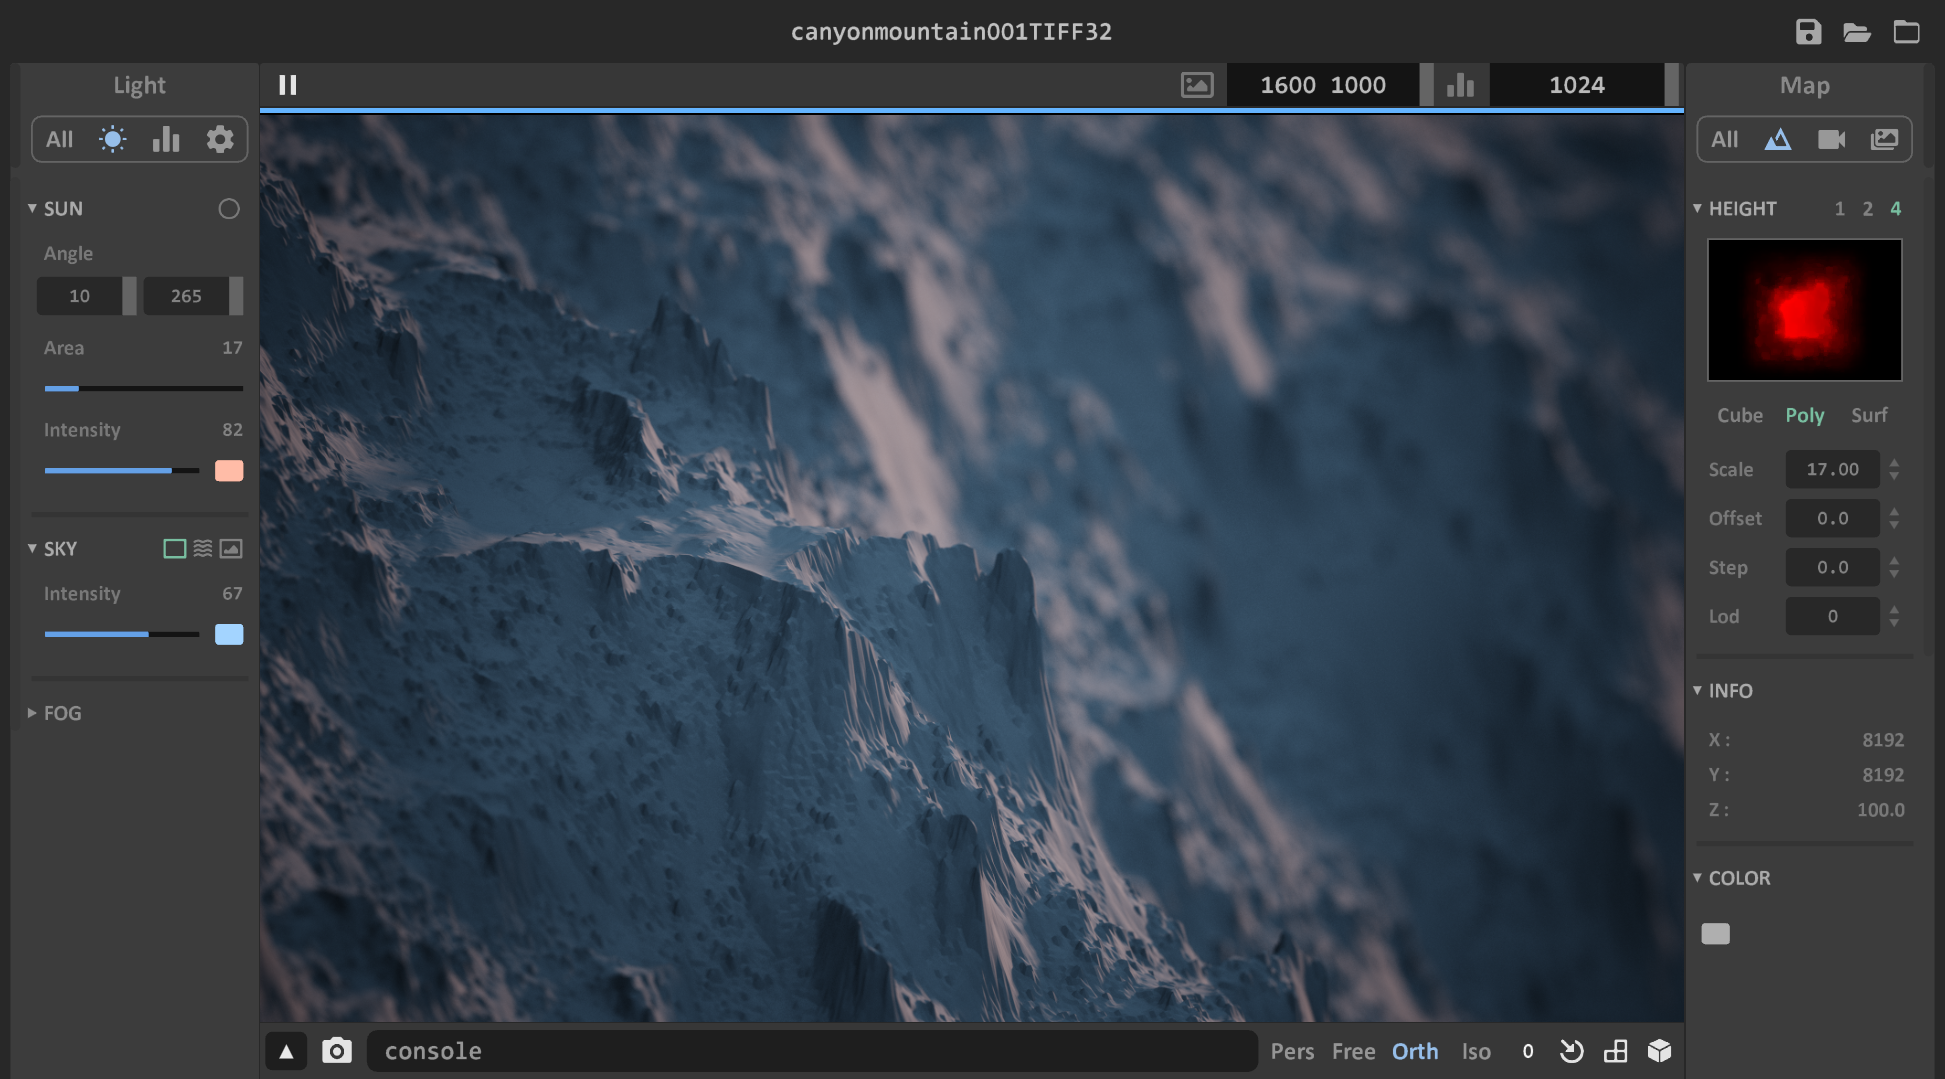 canyonmountain001TIFF32
Light
1600 1000
1024
Map
All
All
SUN
Angle
10 265
Area 17
Intensity 82
SKY
Intensity 67
FOG
HEIGHT 1 2 4
Cube Poly Surf
Scale 17.00
Offset 0.0
Step 0.0
Lod 0
INFO
X : 8192
Y : 8192
Z : 100.0
COLOR
console
Pers Free Orth Iso 0